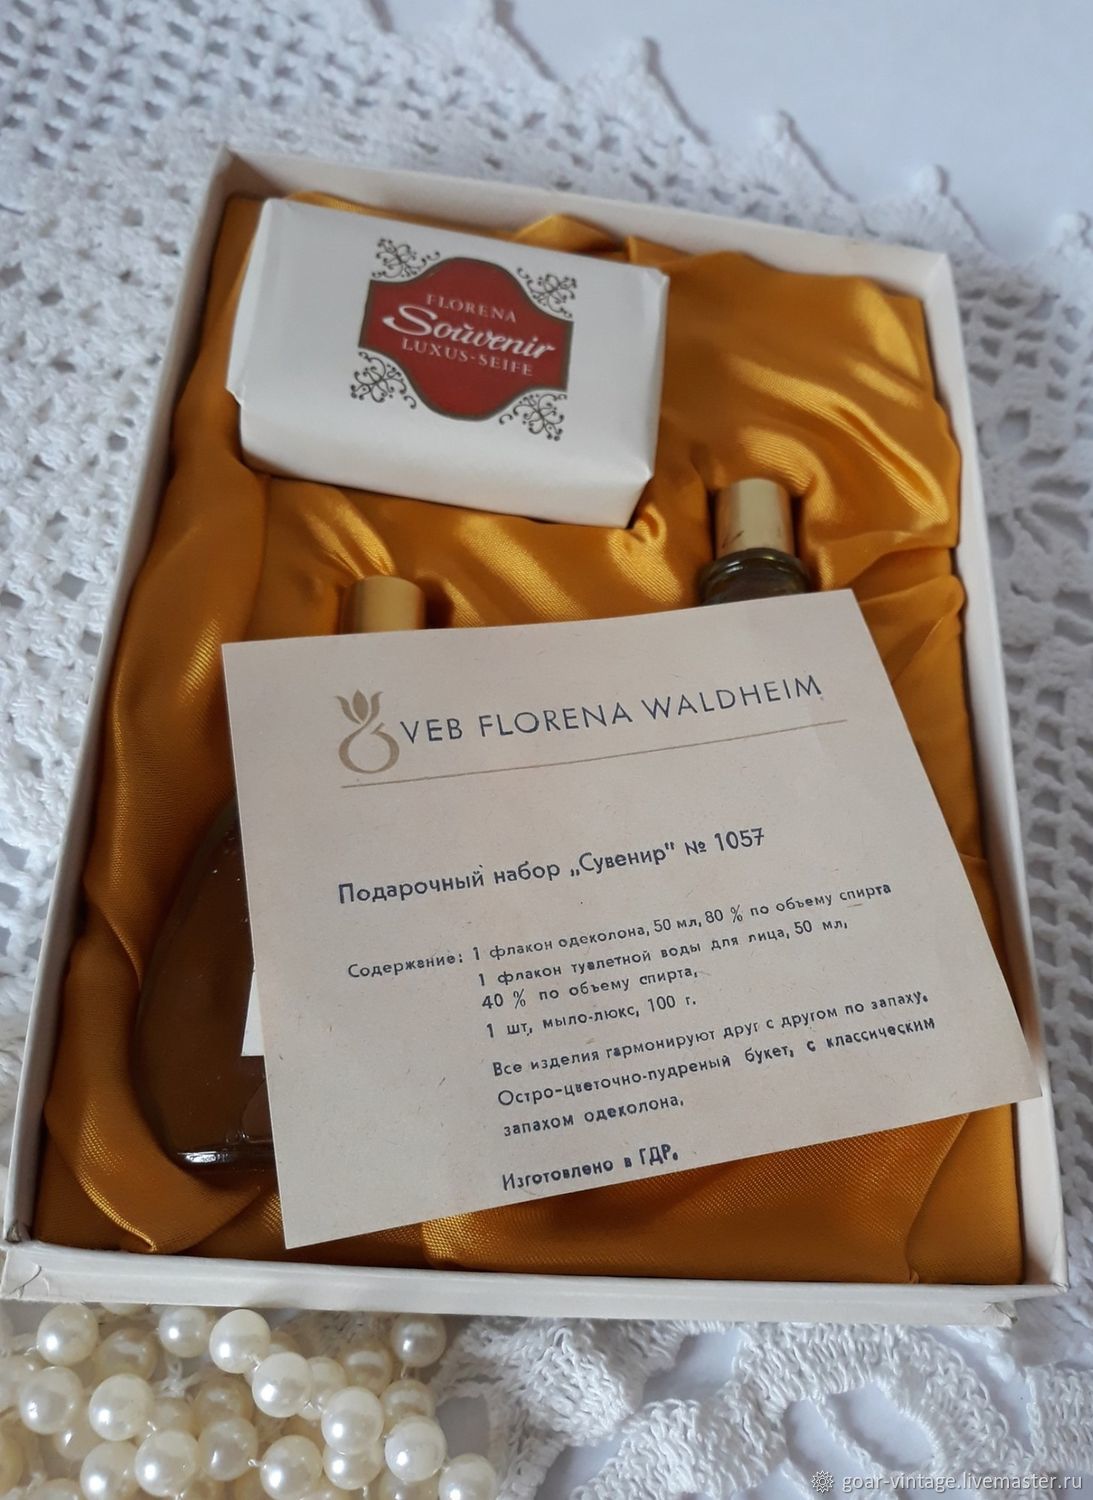 FLORENA
Souvenir
LUXUS-SEIFE
VEB FLORENA WALDHEIM
Подарочный набор „Сувенир" № 1057
Содержание: 1 флакон одеколона, 50 мл, 80 % по объему спирта
1 флакон туалетной воды для лица, 50 мл,
40 % по объему спирта,
1 шт, мыло-люкс, 100 г.
Все изделия гармонируют друг с другом по запаху.
Остро-цветочно-пудреный букет, с классическим
запахом одеколона.
Изготовлено в ГДР.
goar-vintage.livemaster.ru